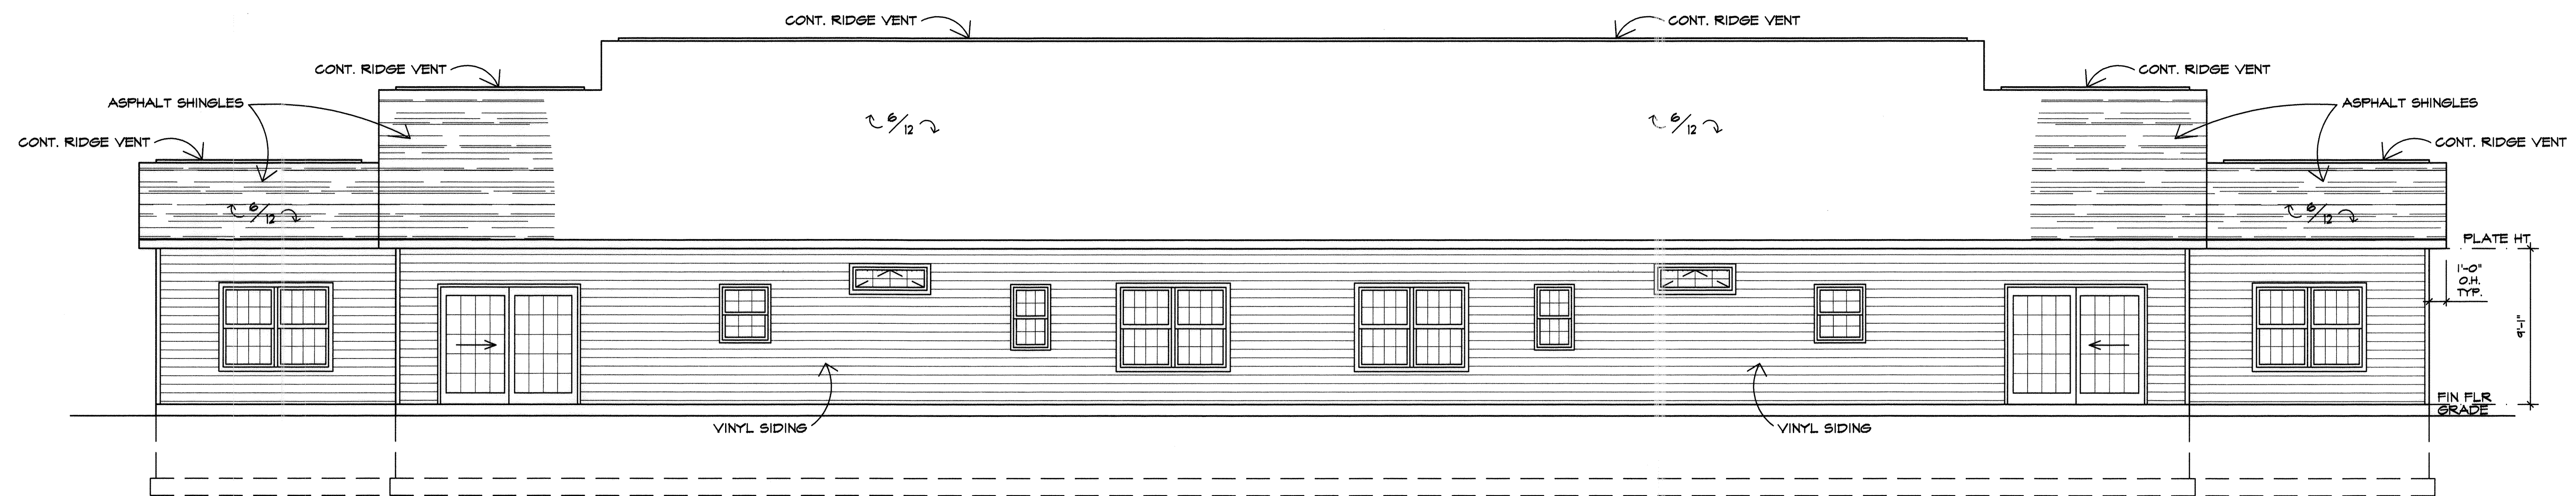 CONT. RIDGE VENT
CONT. RIDGE VENT
CONT. RIDGE VENT
CONT. RIDGE VENT
ASPHALT SHINGLES
ASPHALT SHINGLES
CONT. RIDGE VENT
CONT. RIDGE VENT
6/12
6/12
6/12
6/12
PLATE HT
1'-0"
O.H.
TYP.
9'-1"
FIN FLR
GRADE
VINYL SIDING
VINYL SIDING